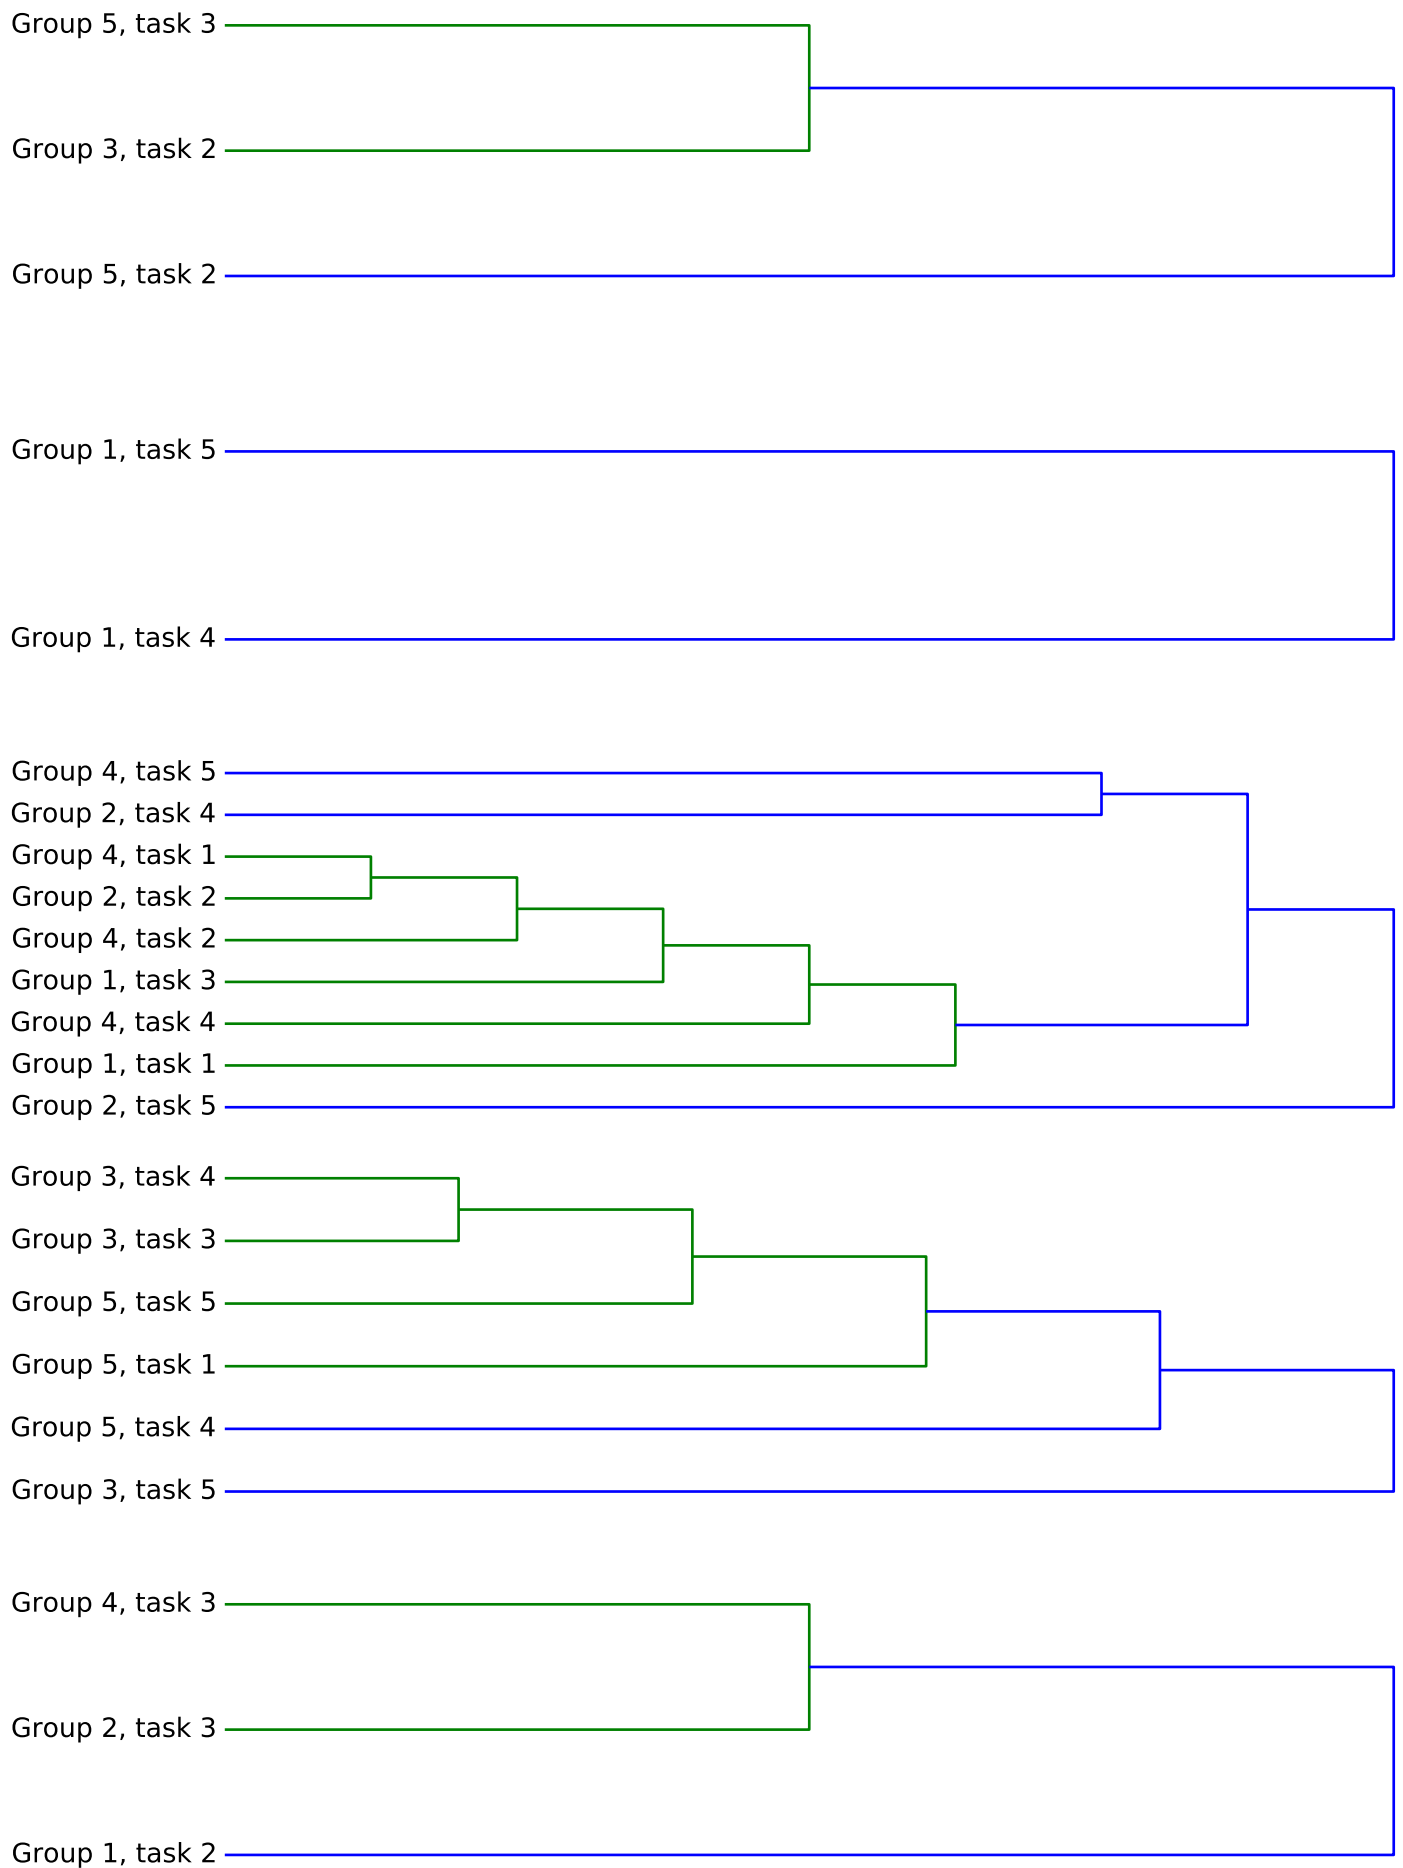 Group 5, task 3
Group 3, task 2
Group 5, task 2
Group 1, task 5
Group 1, task 4
Group 4, task 5
Group 2, task 4
Group 4, task 1
Group 2, task 2
Group 4, task 2
Group 1, task 3
Group 4, task 4
Group 1, task 1
Group 2, task 5
Group 3, task 4
Group 3, task 3
Group 5, task 5
Group 5, task 1
Group 5, task 4
Group 3, task 5
Group 4, task 3
Group 2, task 3
Group 1, task 2